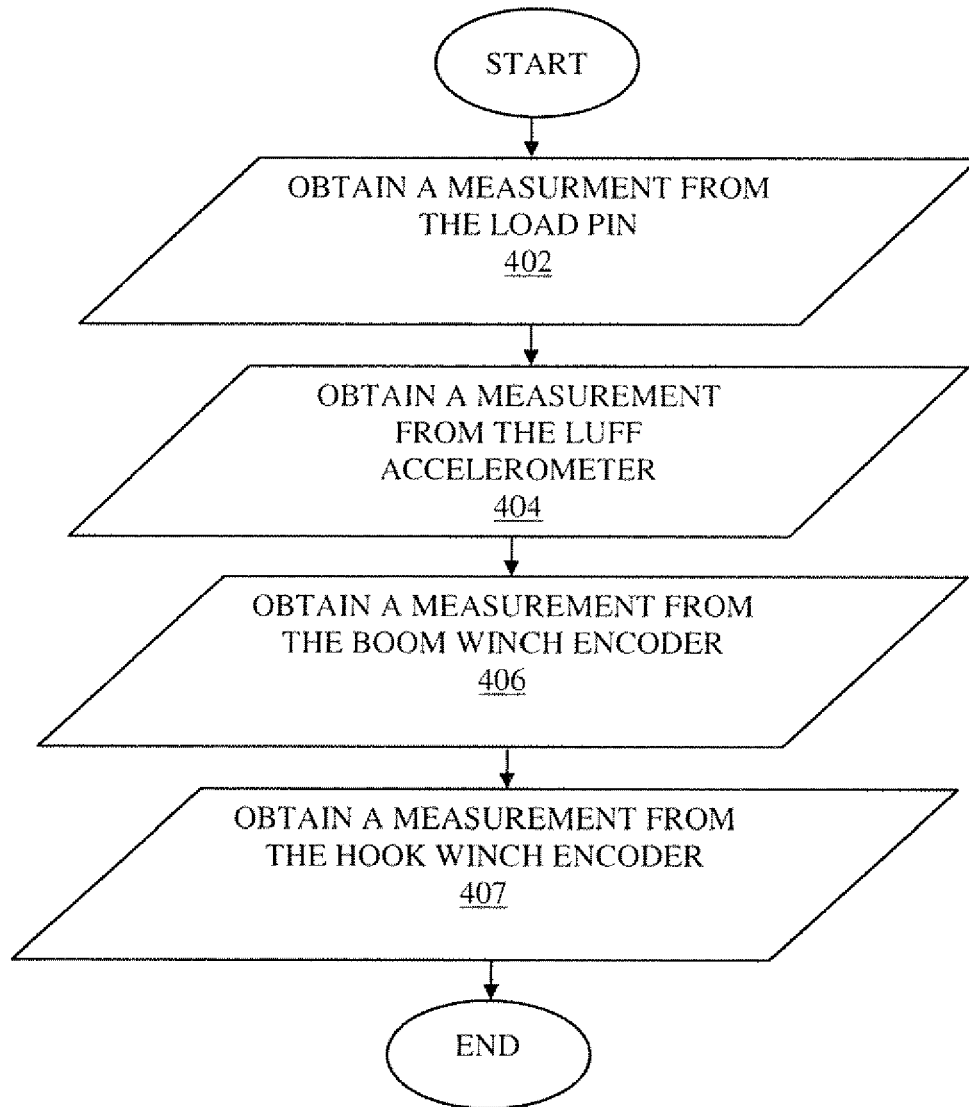 START
OBTAIN A MEASURMENT FROM
THE LOAD PIN
402
OBTAIN A MEASUREMENT
FROM THE LUFF
ACCELEROMETER
404
OBTAIN A MEASUREMENT FROM
THE BOOM WINCH ENCODER
406
OBTAIN A MEASUREMENT FROM
THE HOOK WINCH ENCODER
407
END